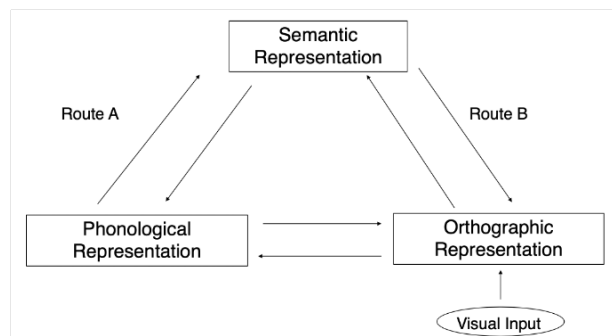 Semantic
Representation
Route A
Route B
Phonological
Representation
Orthographic
Representation
Visual Input